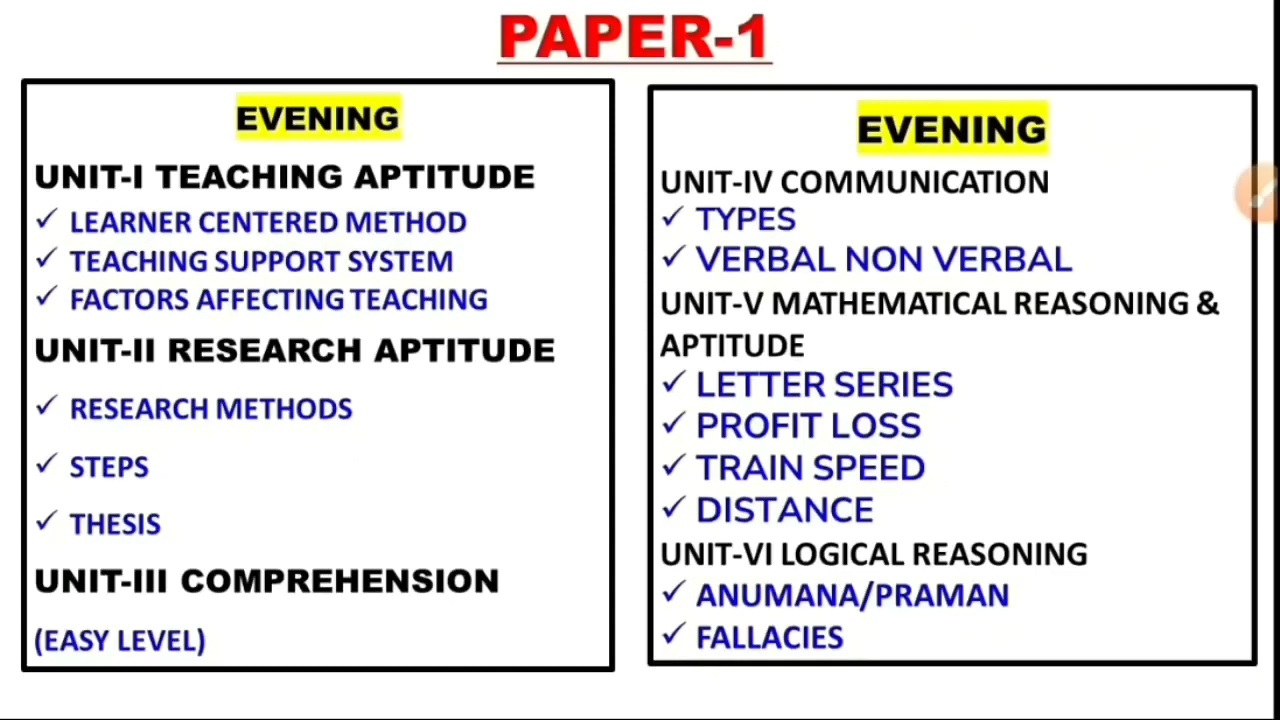 PAPER-1
EVENING
UNIT-I TEACHING APTITUDE
✓ LEARNER CENTERED METHOD
✓ TEACHING SUPPORT SYSTEM
✓ FACTORS AFFECTING TEACHING
UNIT-II RESEARCH APTITUDE
✓ RESEARCH METHODS
✓ STEPS
✓ THESIS
UNIT-III COMPREHENSION
(EASY LEVEL)
EVENING
UNIT-IV COMMUNICATION
✓ TYPES
✓ VERBAL NON VERBAL
UNIT-V MATHEMATICAL REASONING &
APTITUDE
✓ LETTER SERIES
✓ PROFIT LOSS
✓ TRAIN SPEED
✓ DISTANCE
UNIT-VI LOGICAL REASONING
✓ ANUMANA/PRAMAN
✓ FALLACIES